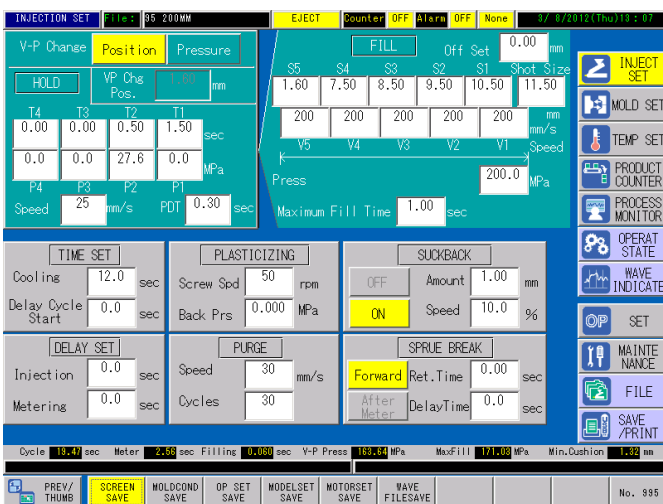 INJECTION SET File: 95 200MM EJECT Counter OFF Alarm OFF None 3/ 8/2012(Thu)13:07
V-P Change Position Pressure
HOLD VP Chg Pos. 1.60 mm
T4 T3 T2 T1
0.00 0.00 0.50 1.50 sec
0.0 0.0 27.6 0.0 MPa
P4 P3 P2 P1
Speed 25 mm/s PDT 0.30 sec
FILL Off Set 0.00 mm
S5 S4 S3 S2 S1 Shot Size
1.60 7.50 8.50 9.50 10.50 11.50
200 200 200 200 200 mm
mm/s
V5 V4 V3 V2 V1 Speed
Press 200.0 MPa
Maximum Fill Time 1.00 sec
INJECT SET
MOLD SET
TEMP SET
PRODUCT COUNTER
PROCESS MONITOR
OPERAT STATE
WAVE INDICATE
OP SET
MAINTE NANCE
FILE
SAVE /PRINT
TIME SET
Cooling 12.0 sec
Delay Cycle Start 0.0 sec
PLASTICIZING
Screw Spd 50 rpm
Back Prs 0.000 MPa
SUCKBACK
OFF Amount 1.00 mm
ON Speed 10.0 %
DELAY SET
Injection 0.0 sec
Metering 0.0 sec
PURGE
Speed 30 mm/s
Cycles 30
SPRUE BREAK
Forward Ret.Time 0.00 sec
After Meter DelayTime 0.0 sec
Cycle 19.47 sec Meter 2.56 sec Filling 0.060 sec V-P Press 163.64 MPa MaxFill 171.03 MPa Min.Cushion 1.32 mm
PREV/ THUMB SCREEN SAVE MOLDCOND SAVE OP SET SAVE MODELSET SAVE MOTORSET SAVE WAVE FILESAVE No. 995